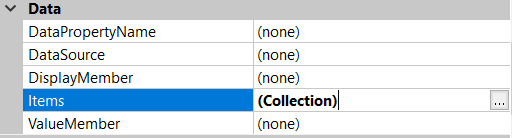 Data
DataPropertyName (none)
DataSource (none)
DisplayMember (none)
Items (Collection) ...
ValueMember (none)